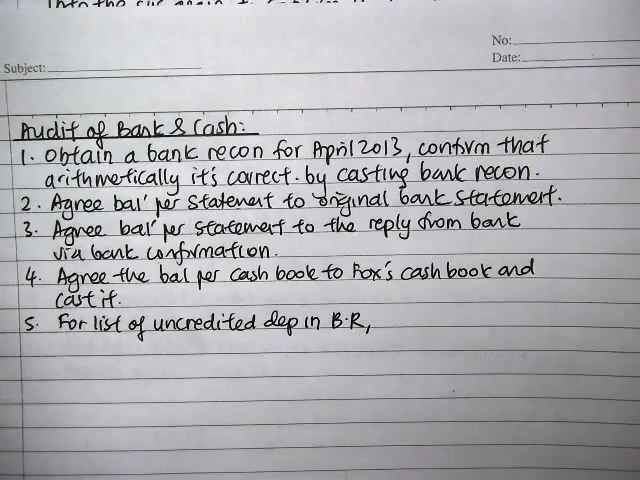 into the
No:
Date:
Subject:
Audit of Bank & Cash:
1. Obtain a bank recon for April 2013, confirm that
arithmetically it's correct. by casting bank recon.
2. Agree bal' per statement to original bank statement.
3. Agree bal' per statement to the reply from bank
via bank confirmation.
4. Agree the bal per cash book to Fox's cash book and
cast it.
5. For list of uncredited dep in B.R,